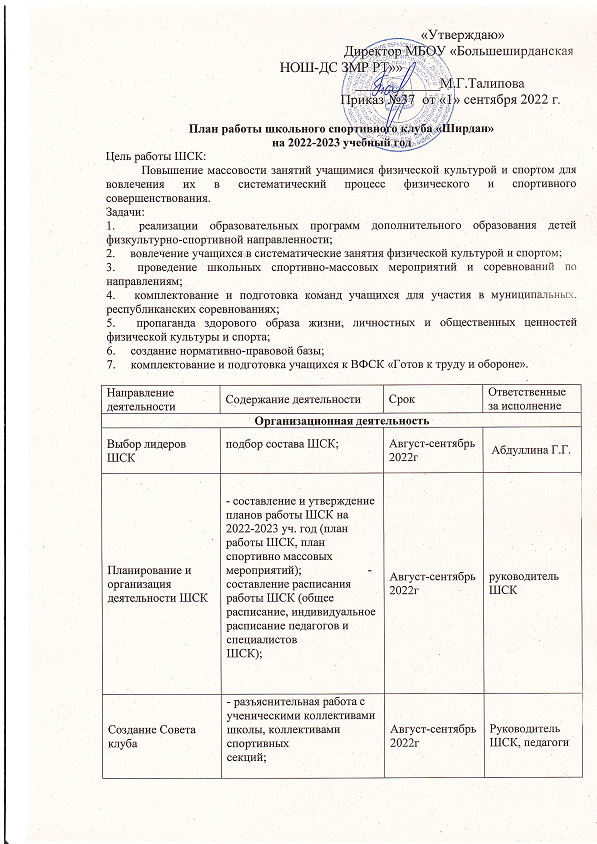 «Утверждаю»
Директор МБОУ «Большеширданская
НОШ-ДС ЗМР РТ»»
____________М.Г.Талипова
Приказ №37 от «1» сентября 2022 г.
План работы школьного спортивного клуба «Ширдан»
на 2022-2023 учебный год
Цель работы ШСК:
Повышение массовости занятий учащимися физической культурой и спортом для
вовлечения их в систематический процесс физического и спортивного
совершенствования.
Задачи:
1. реализации образовательных программ дополнительного образования детей
физкультурно-спортивной направленности;
2. вовлечение учащихся в систематические занятия физической культурой и спортом;
3. проведение школьных спортивно-массовых мероприятий и соревнований по
направлениям;
4. комплектование и подготовка команд учащихся для участия в муниципальных,
республиканских соревнованиях;
5. пропаганда здорового образа жизни, личностных и общественных ценностей
физической культуры и спорта;
6. создание нормативно-правовой базы;
7. комплектование и подготовка учащихся к ВФСК «Готов к труду и обороне».
Направление
деятельности
Содержание деятельности
Срок
Ответственные
за исполнение
Организационная деятельность
Выбор лидеров
ШСК
подбор состава ШСК;
Август-сентябрь
2022г
Абдуллина Г.Г.
Планирование и
организация
деятельности ШСК
- составление и утверждение
планов работы ШСК на
2022-2023 уч. год (план
работы ШСК, план
спортивно массовых
мероприятий); -
составление расписания
работы ШСК (общее
расписание, индивидуальное
расписание педагогов и
специалистов
ШСК);
Август-сентябрь
2022г
руководитель
ШСК
Создание Совета
клуба
- разъяснительная работа с
ученическими коллективами
школы, коллективами
спортивных
секций;
Август-сентябрь
2022г
Руководитель
ШСК, педагоги